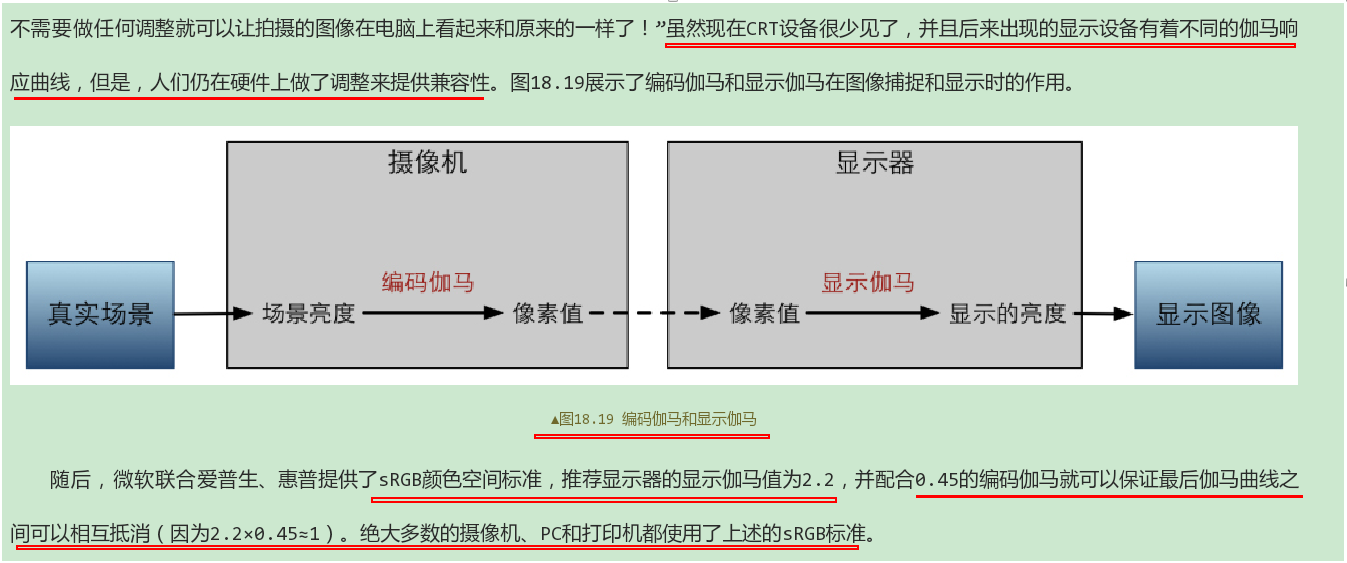 不需要做任何调整就可以让拍摄的图像在电脑上看起来和原来的一样了！”虽然现在CRT设备很少见了，并且后来出现的显示设备有着不同的伽马响
应曲线，但是，人们仍在硬件上做了调整来提供兼容性。图18.19展示了编码伽马和显示伽马在图像捕捉和显示时的作用。
摄像机
显示器
编码伽马
显示伽马
真实场景
场景亮度
像素值
像素值
显示的亮度
显示图像
▲图18.19 编码伽马和显示伽马
随后，微软联合爱普生、惠普提供了sRGB颜色空间标准，推荐显示器的显示伽马值为2.2，并配合0.45的编码伽马就可以保证最后伽马曲线之
间可以相互抵消（因为2.2×0.45≈1）。绝大多数的摄像机、PC和打印机都使用了上述的sRGB标准。